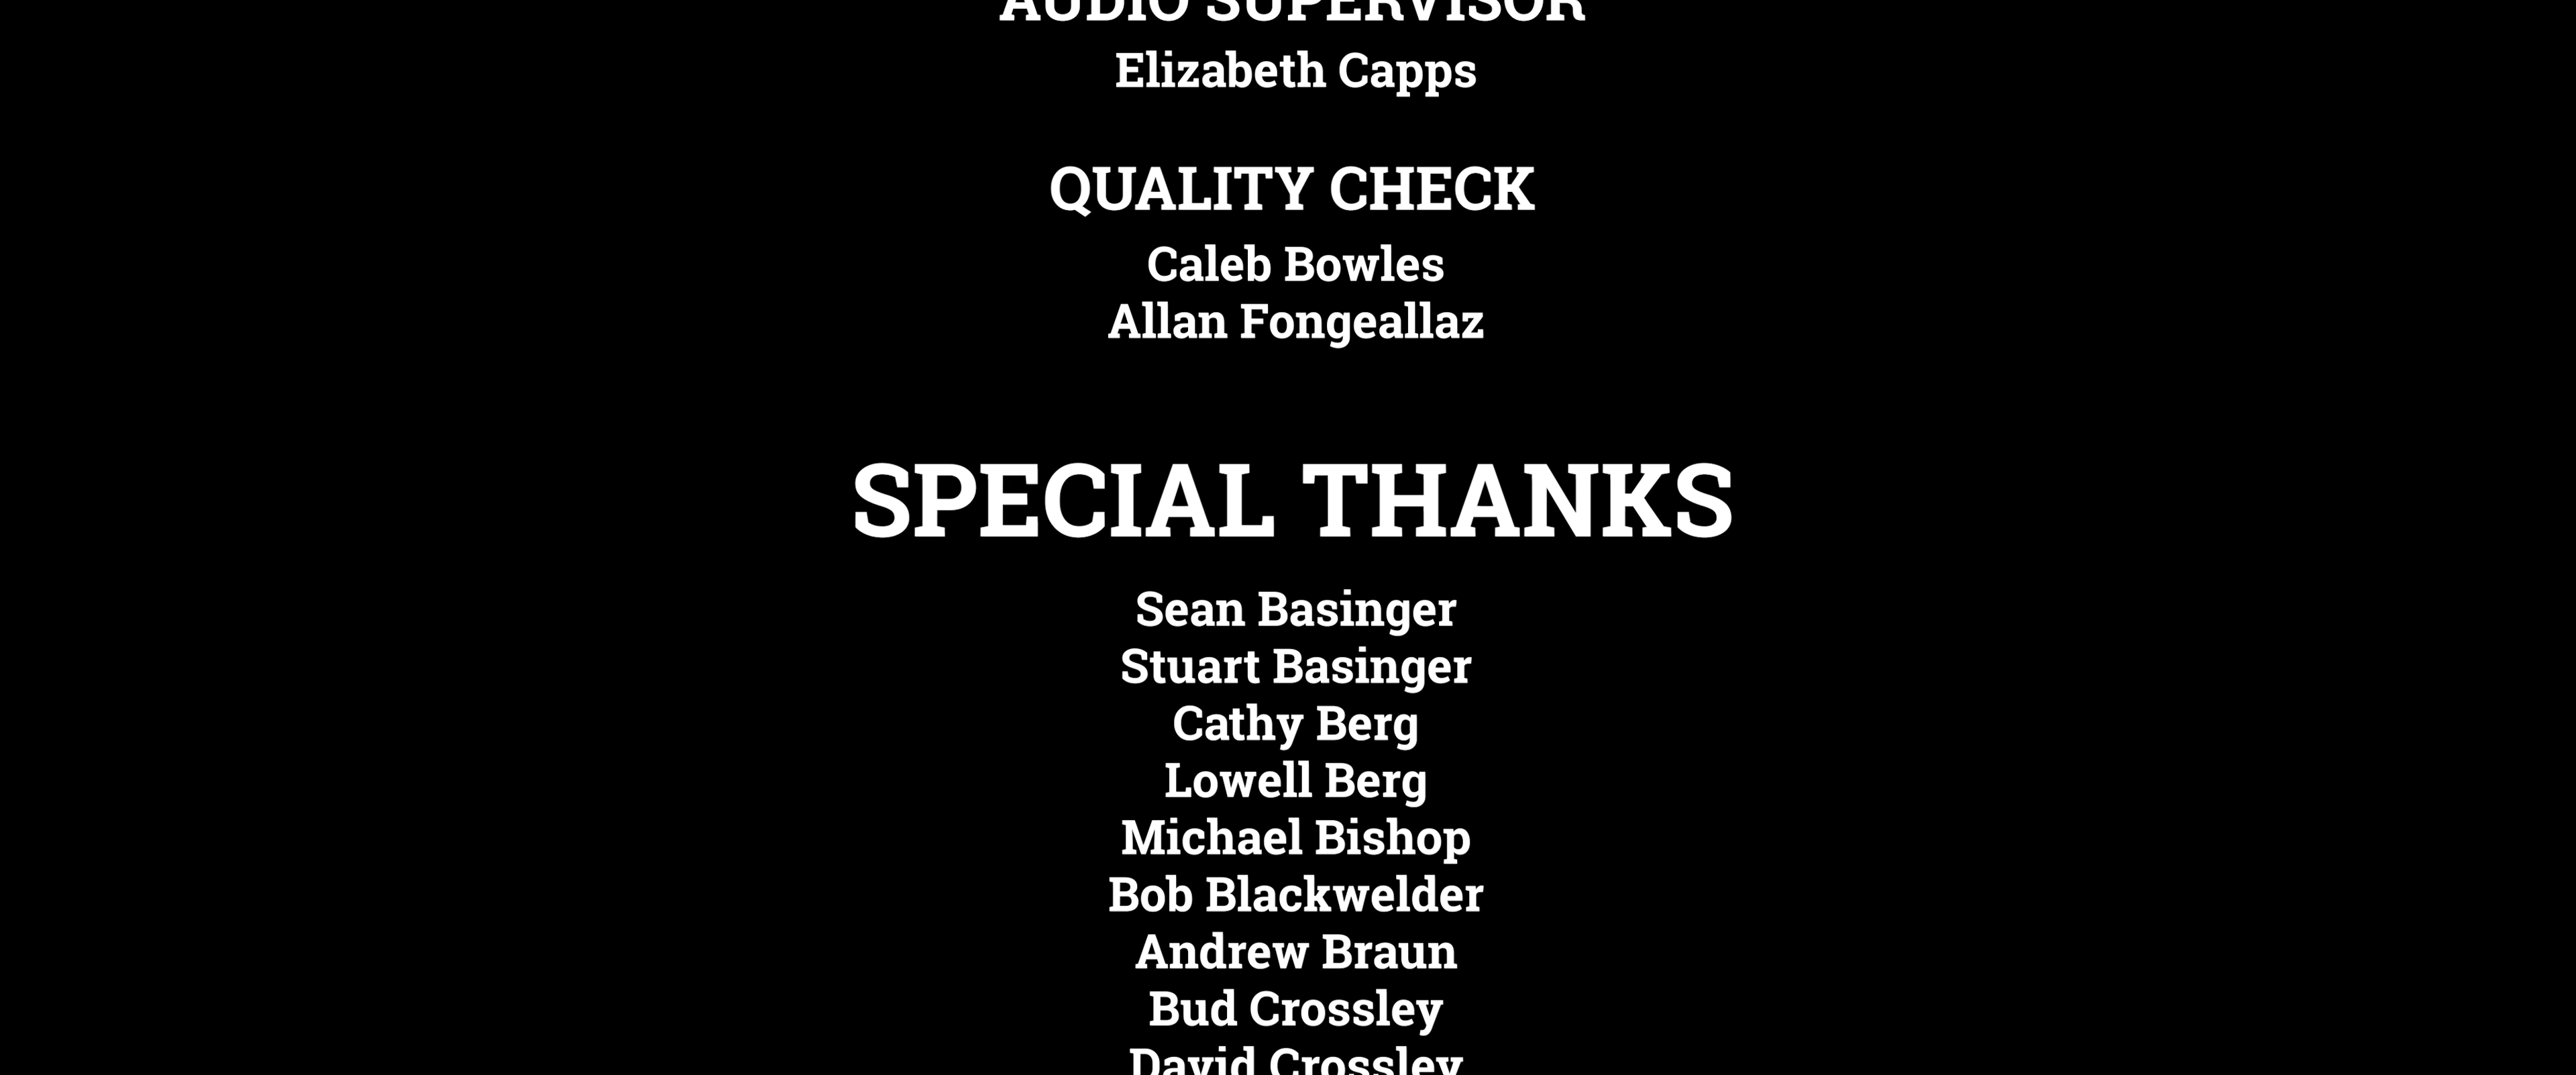 AUDIO SUPERVISOR
Elizabeth Capps
QUALITY CHECK
Caleb Bowles
Allan Fongeallaz
SPECIAL THANKS
Sean Basinger
Stuart Basinger
Cathy Berg
Lowell Berg
Michael Bishop
Bob Blackwelder
Andrew Braun
Bud Crossley
David Crossley